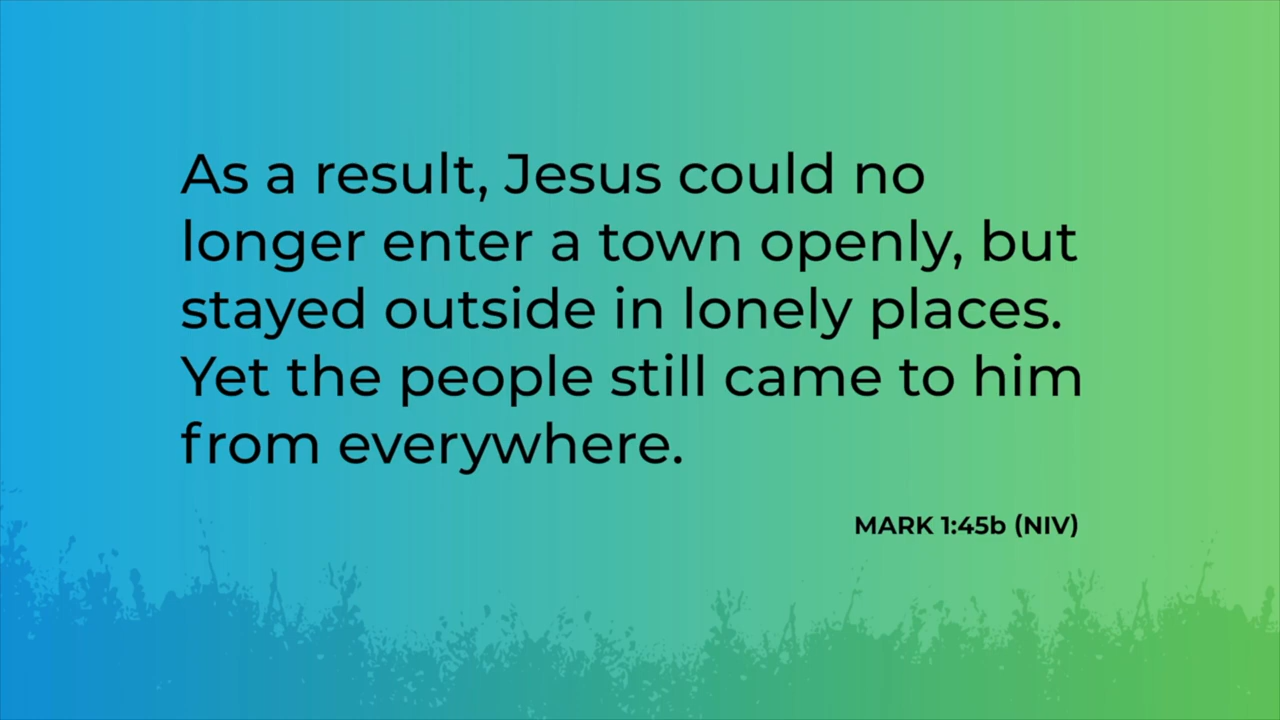 As a result, Jesus could no
longer enter a town openly, but
stayed outside in lonely places.
Yet the people still came to him
from everywhere.
MARK 1:45b (NIV)